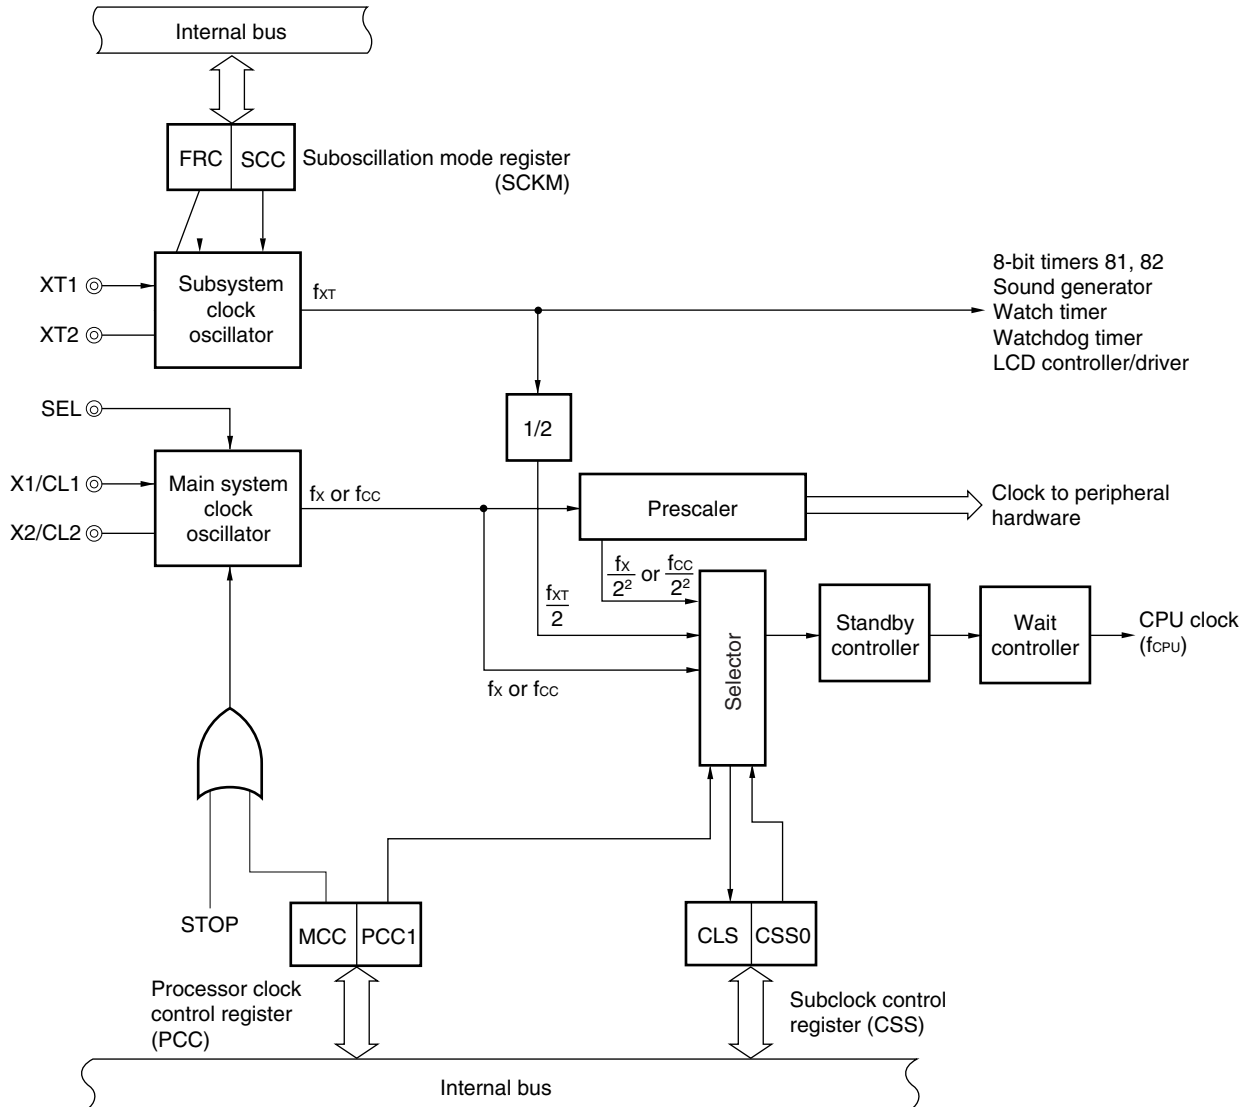 Internal bus
FRC SCC
Suboscillation mode register
(SCKM)
XT1
XT2
Subsystem
clock
oscillator
fXT
8-bit timers 81, 82
Sound generator
Watch timer
Watchdog timer
LCD controller/driver
SEL
1/2
X1/CL1
X2/CL2
Main system
clock
oscillator
fX or fCC
Prescaler
Clock to peripheral
hardware
fX/2² or fCC/2²
fXT/2
fX or fCC
Selector
Standby
controller
Wait
controller
CPU clock
(fCPU)
STOP
MCC PCC1
CLS CSS0
Processor clock
control register
(PCC)
Subclock control
register (CSS)
Internal bus